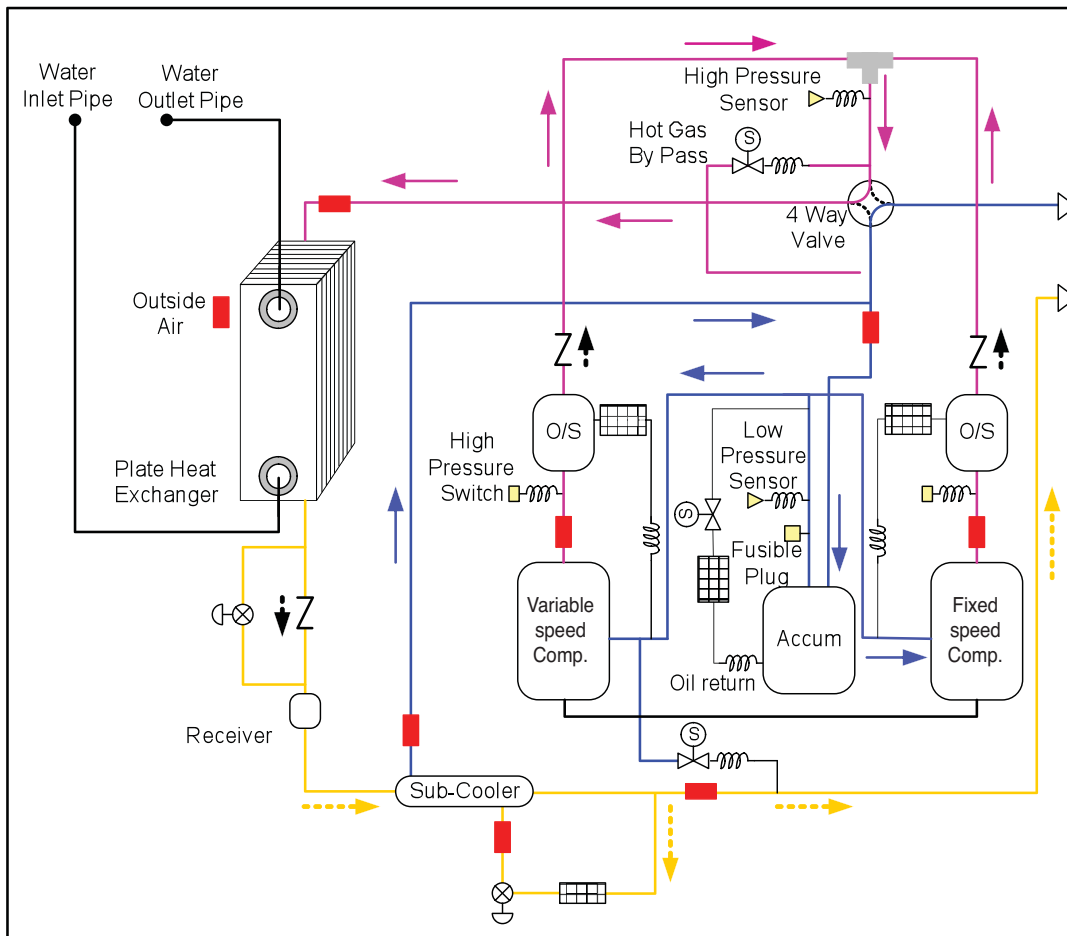 Water
Inlet Pipe
Water
Outlet Pipe
High Pressure
Sensor
Hot Gas
By Pass
S
4 Way
Valve
Outside
Air
O/S
O/S
High
Pressure
Switch
Low
Pressure
Sensor
Plate Heat
Exchanger
S
Fusible
Plug
Variable
speed
Comp.
Accum
Fixed
speed
Comp.
Oil return
Receiver
S
Sub-Cooler